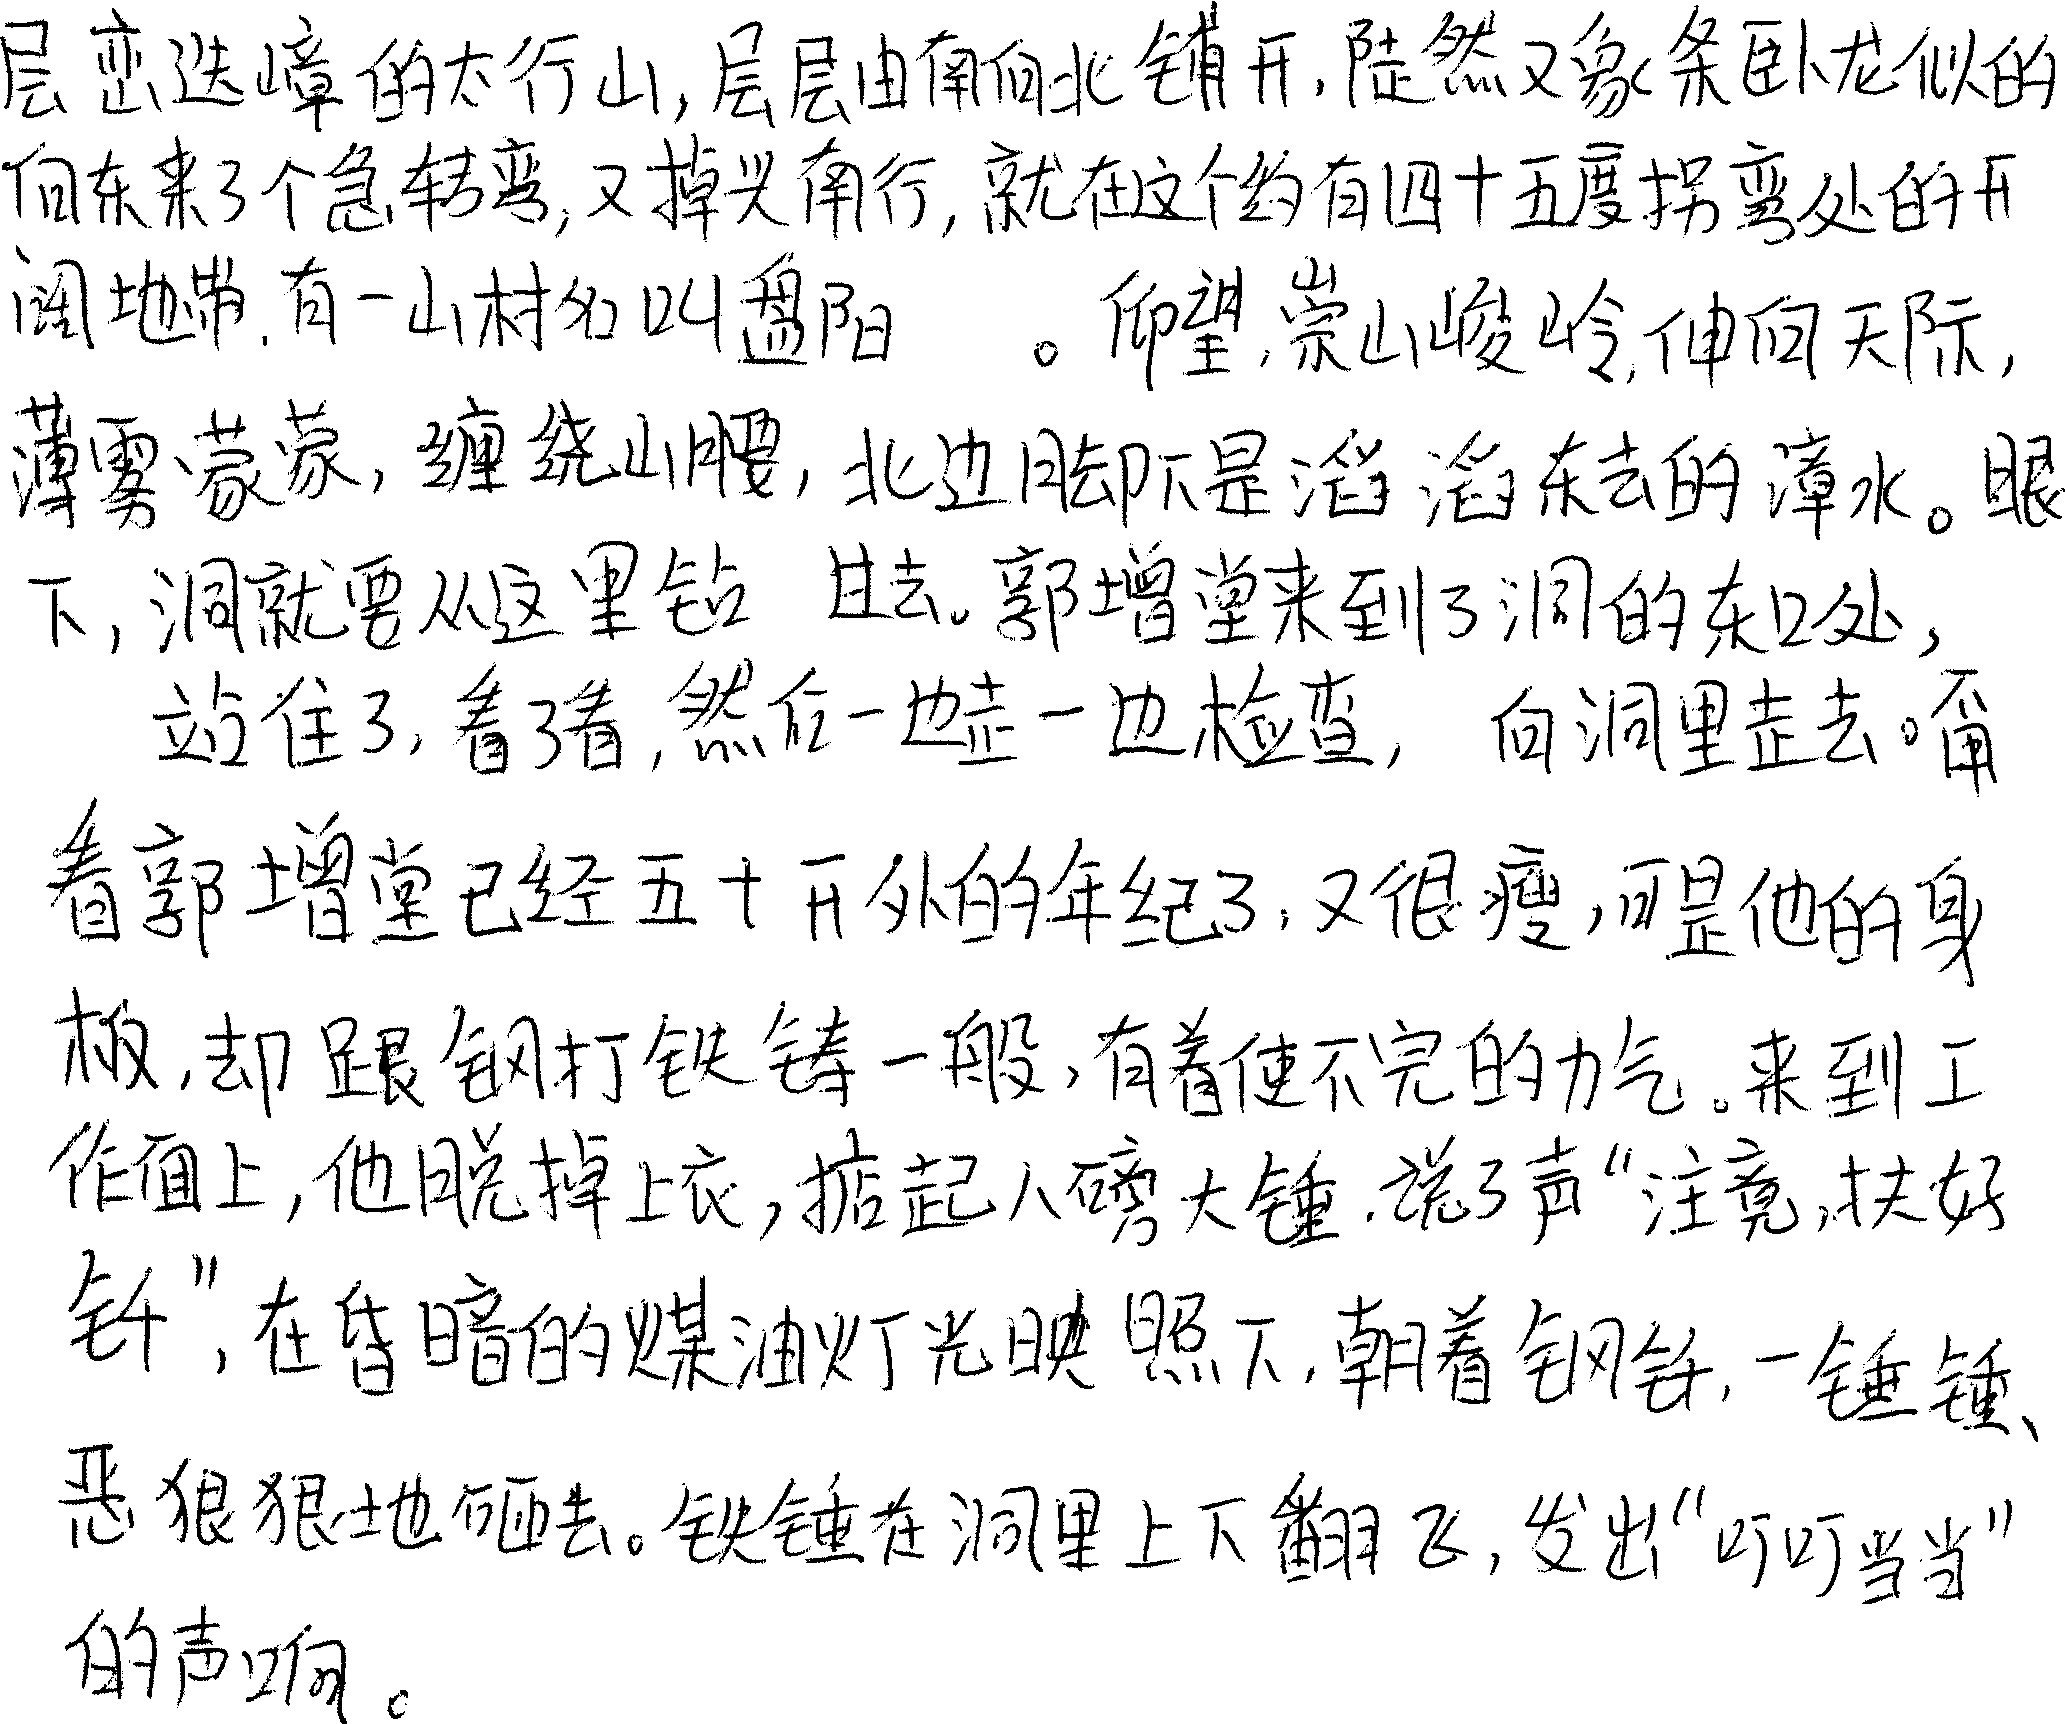 层峦迭嶂的太行山,层层由南向北铺开,陡然又象条卧龙似的
向东来了个急转弯,又掉头南行,就在这个约有四十五度拐弯处的开
阔地带,有一山村名叫盘阳。仰望,崇山峻岭,伸向天际,
薄雾蒙蒙,缠绕山腰,北边脚下是滔滔东去的漳水。眼
下,洞就要从这里钻过去。郭增堂来到了洞的东口处,
站住了,看了看,然后一边走一边检查,向洞里走去。甭
看郭增堂已经五十开外的年纪了,又很瘦,可是他的身
板,却跟钢打铁铸一般,有着使不完的力气。来到工
作面上,他脱掉上衣,掂起八磅大锤,说了声“注意,扶好
钎”,在昏暗的煤油灯光映照下,朝着钢钎,一锤锤、
恶狠狠地砸去。铁锤在洞里上下翻飞,发出“叮叮当当”
的声响。